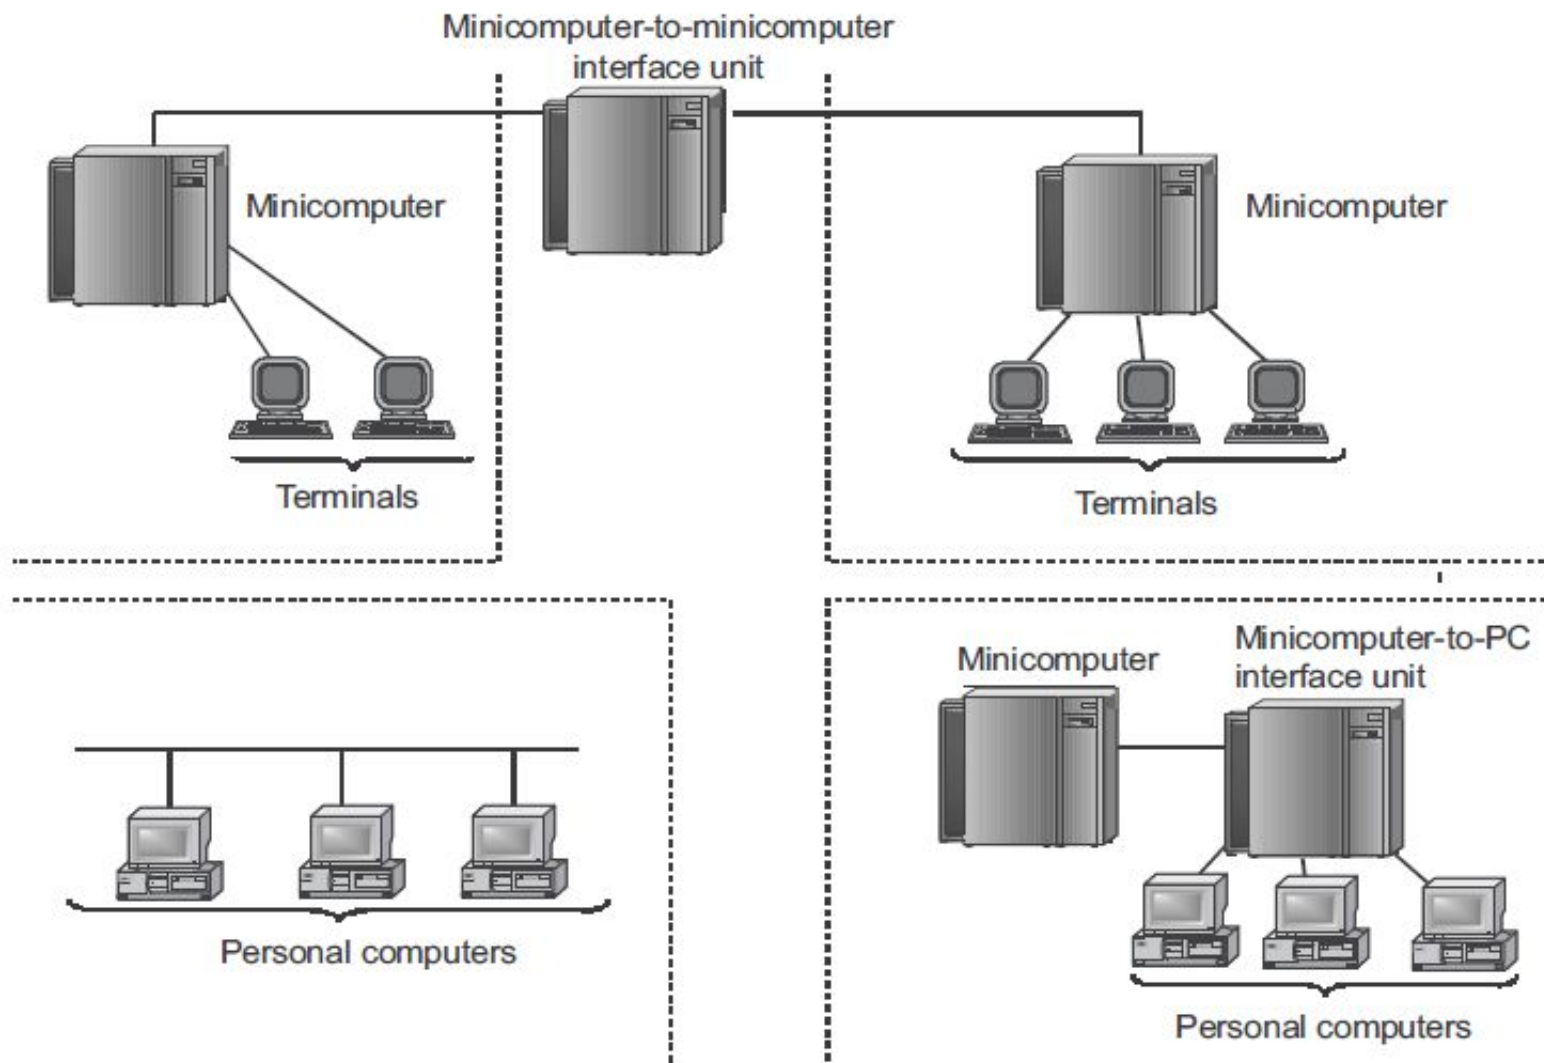 Minicomputer-to-minicomputer
interface unit
Minicomputer
Minicomputer
Terminals
Terminals
Minicomputer
Minicomputer-to-PC
interface unit
Personal computers
Personal computers